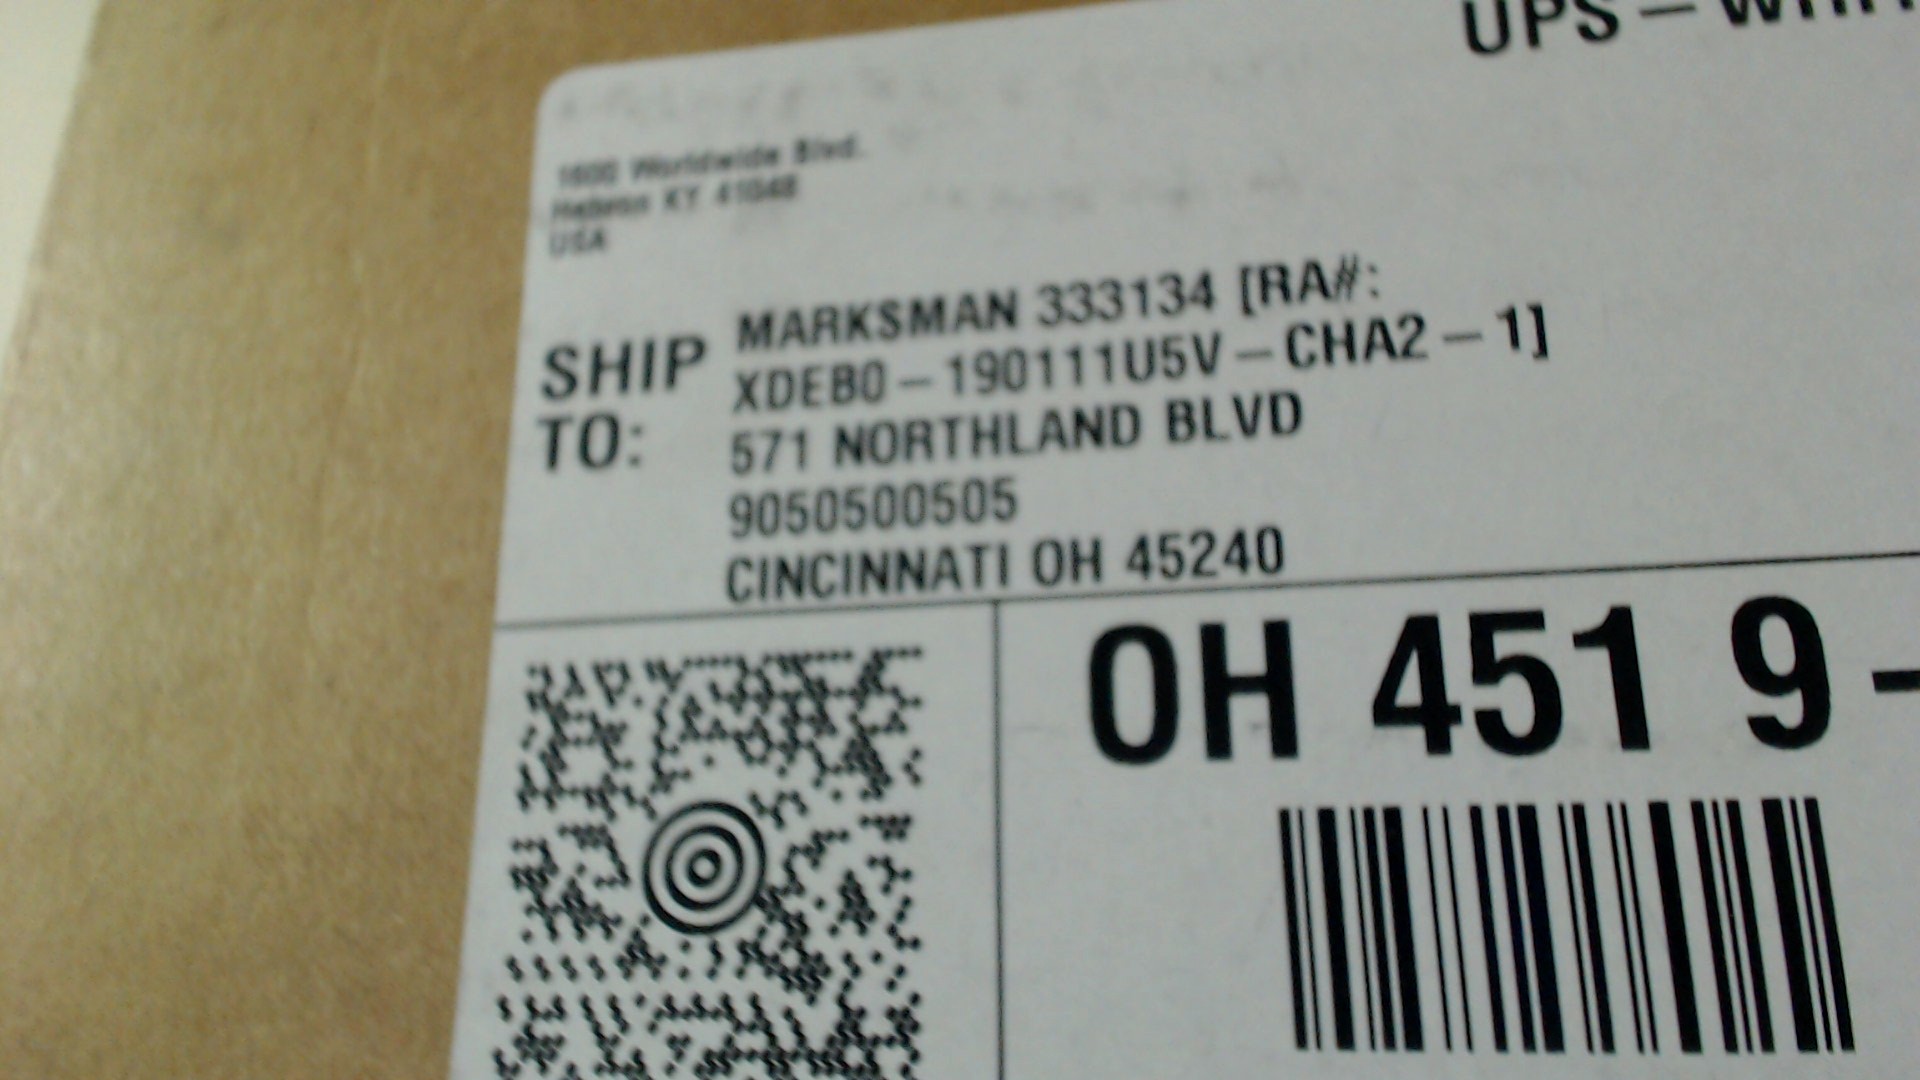 UPS –
1600 Worldwide Blvd.
Hebron KY 41048
USA
SHIP TO:
MARKSMAN 333134 [RA#:
XDEB0 – 190111U5V – CHA2 – 1]
571 NORTHLAND BLVD
9050500505
CINCINNATI OH 45240
OH 451 9 –